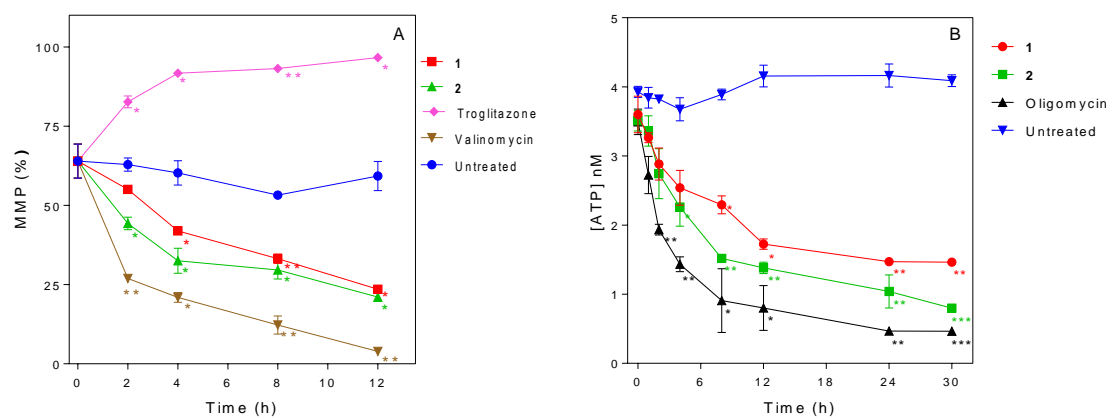 A
100
75
50
25
0
MMP (%)
0 2 4 6 8 10 12
Time (h)
* * ** *
* ** *
* * * *
** * ** **
1
2
Troglitazone
Valinomycin
Untreated
B
5
4
3
2
1
0
[ATP] nM
0 6 12 18 24 30
Time (h)
* * ** **
* ** ** ** ***
** ** * * ** ***
1
2
Oligomycin
Untreated